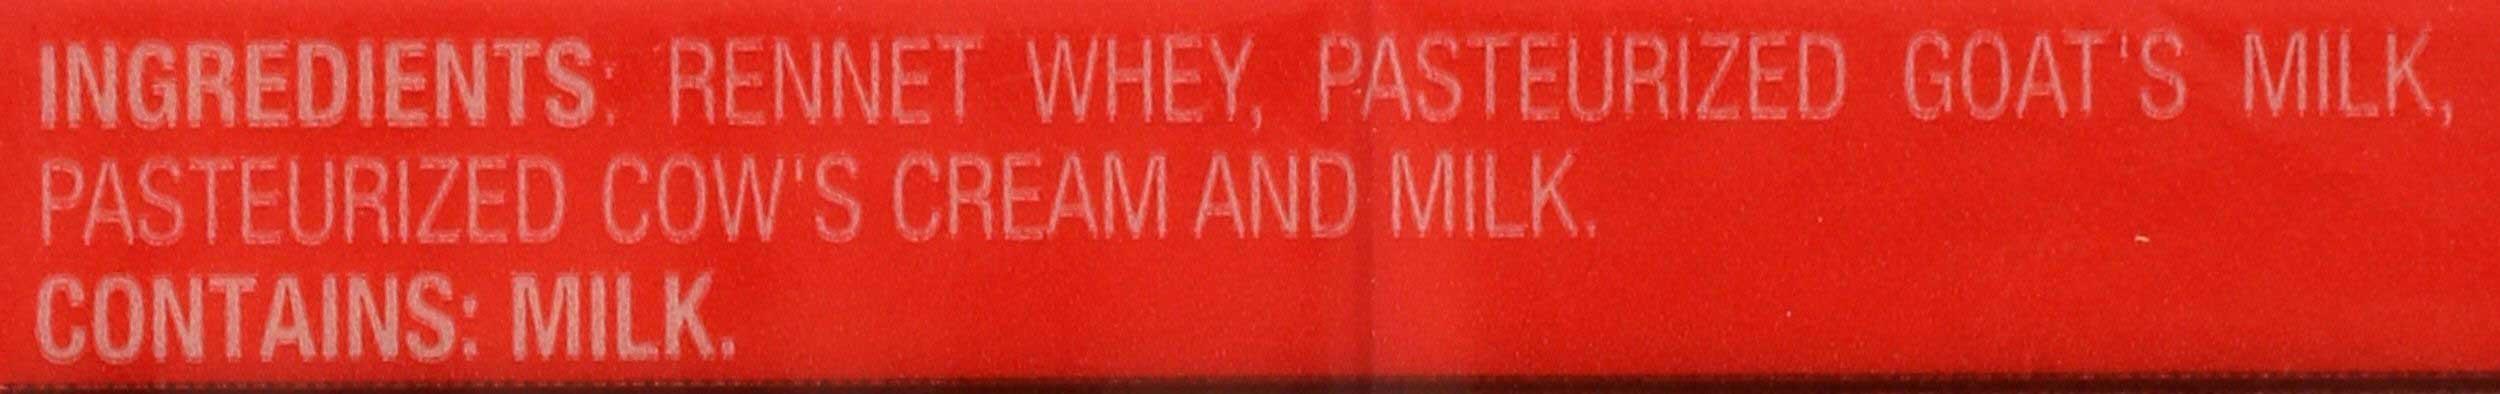 INGREDIENTS: RENNET WHEY, PASTEURIZED GOAT'S MILK,
PASTEURIZED COW'S CREAM AND MILK.
CONTAINS: MILK.